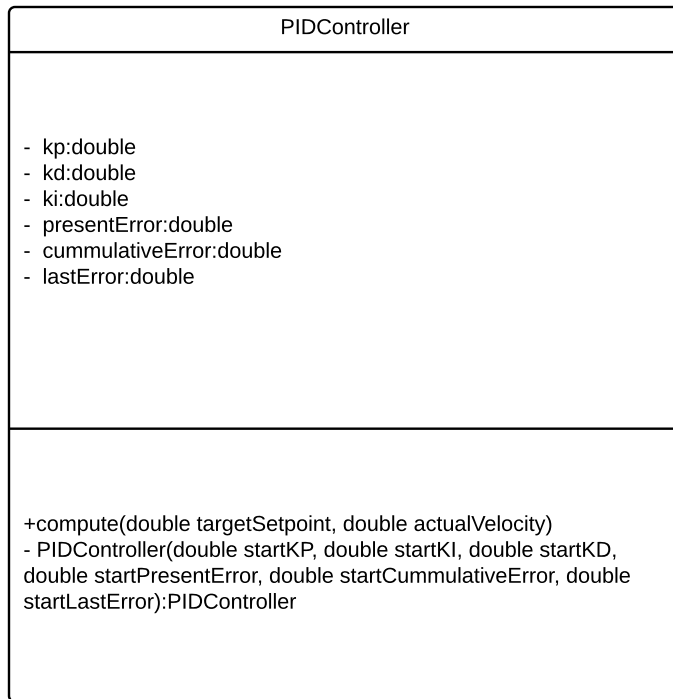 PIDController
- kp:double
- kd:double
- ki:double
- presentError:double
- cummulativeError:double
- lastError:double
+compute(double targetSetpoint, double actualVelocity)
- PIDController(double startKP, double startKI, double startKD,
double startPresentError, double startCummulativeError, double
startLastError):PIDController